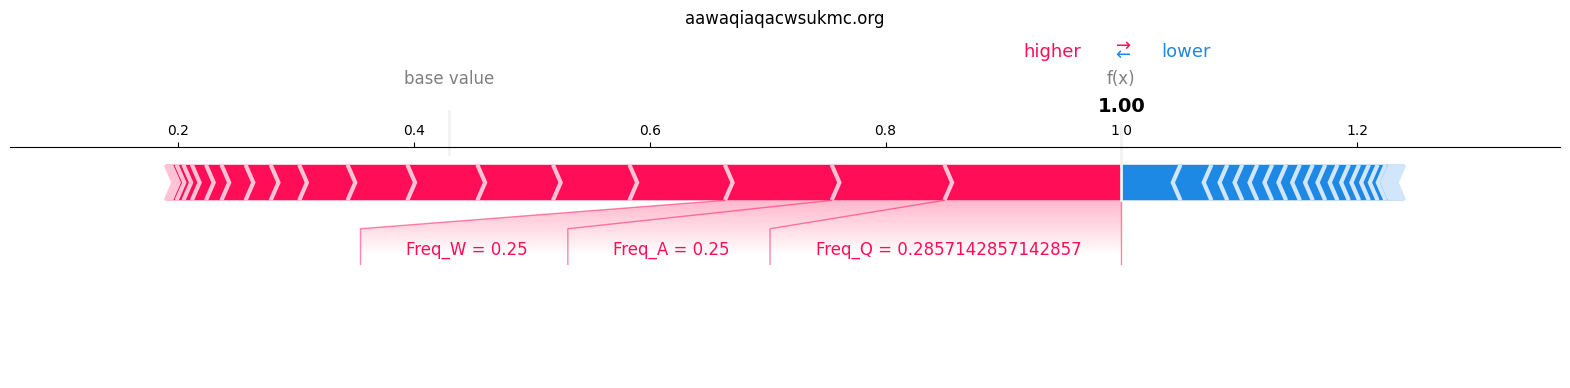 aawaqiaqacwsukmc.org
higher ⇄ lower
base value f(x)
1.00
0.2 0.4 0.6 0.8 1.0 1.2
Freq_W = 0.25 Freq_A = 0.25 Freq_Q = 0.2857142857142857